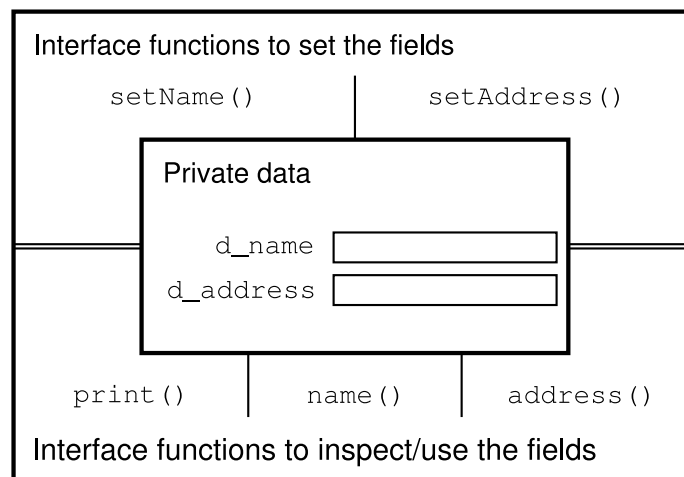 Interface functions to set the fields
setName() setAddress()
Private data
d_name
d_address
print() name() address()
Interface functions to inspect/use the fields